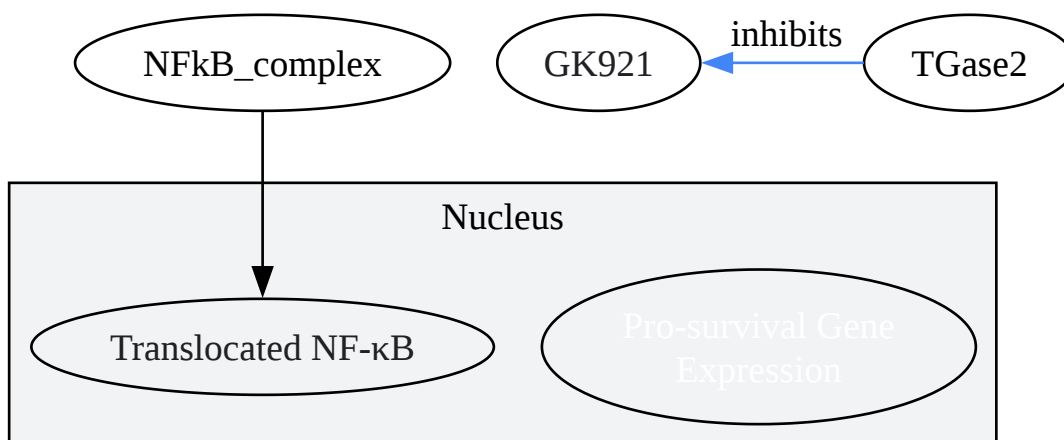 NFkB_complex
GK921
inhibits
TGase2
Nucleus
Translocated NF-κB
Pro-survival Gene
Expression